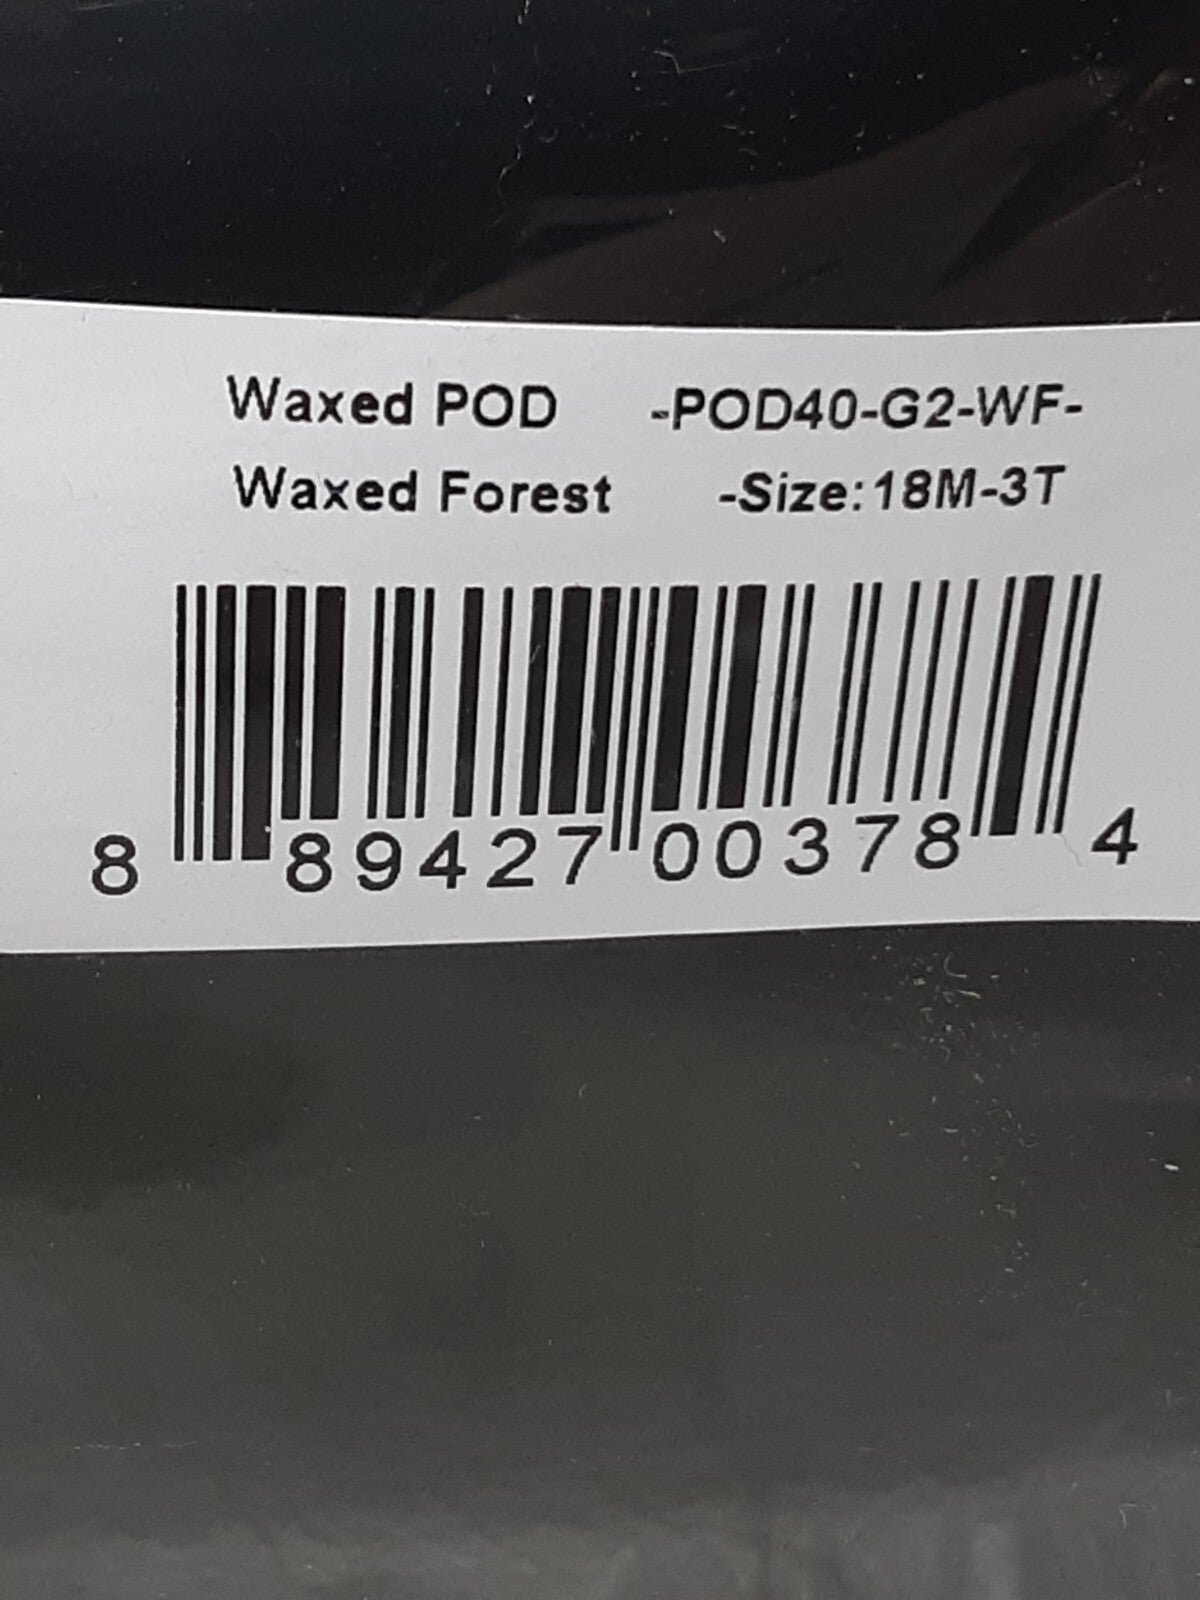 Waxed POD -POD40-G2-WF-
Waxed Forest -Size:18M-3T
8 89427 00378 4